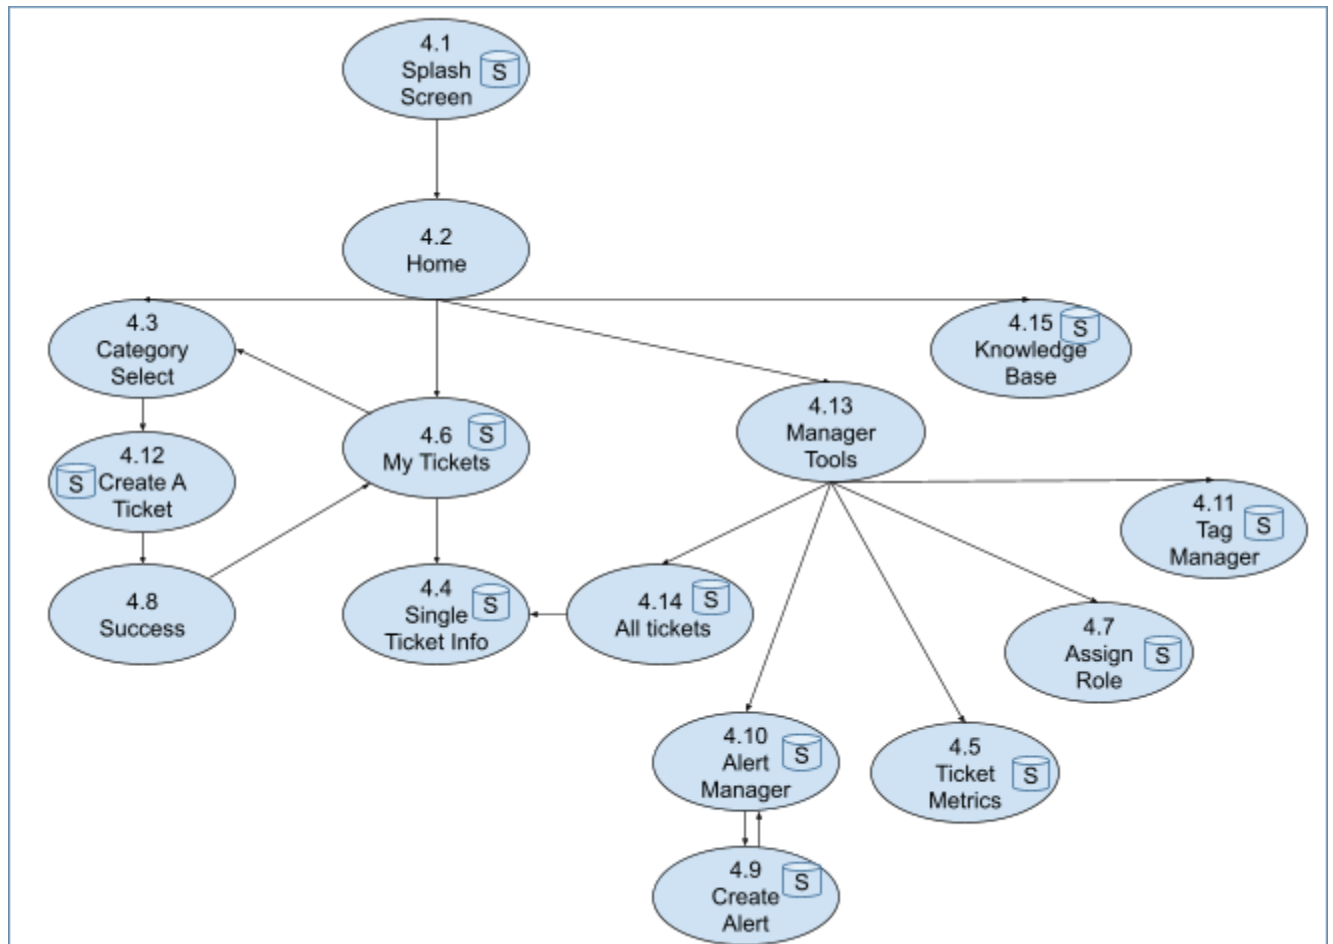 4.1
Splash
Screen
S
4.2
Home
4.3
Category
Select
4.15
Knowledge
Base
S
4.13
Manager
Tools
4.6
My Tickets
S
4.12
Create A
Ticket
S
4.11
Tag
Manager
S
4.8
Success
4.4
Single
Ticket Info
S
4.14
All tickets
S
4.7
Assign
Role
S
4.10
Alert
Manager
S
4.5
Ticket
Metrics
S
4.9
Create
Alert
S